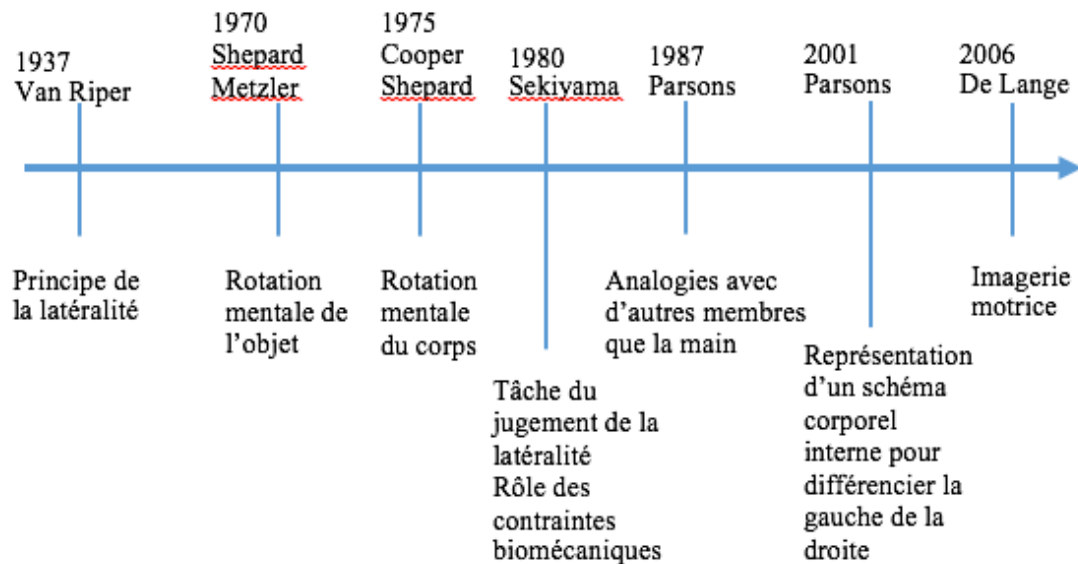 1937
Van Riper
1970
Shepard
Metzler
1975
Cooper
Shepard
1980
Sekiyama
1987
Parsons
2001
Parsons
2006
De Lange
Principe de
la latéralité
Rotation
mentale de
l'objet
Rotation
mentale
du corps
Tâche du
jugement de la
latéralité
Rôle des
contraintes
biomécaniques
Analogies avec
d'autres membres
que la main
Représentation
d'un schéma
corporel
interne pour
différencier la
gauche de la
droite
Imagerie
motrice